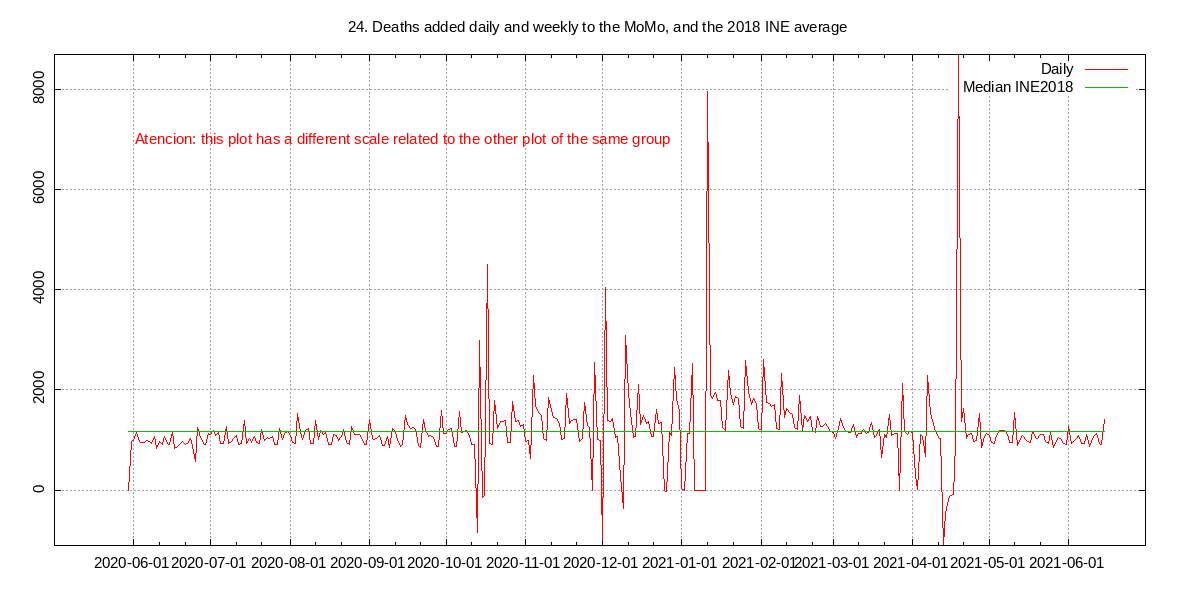 24. Deaths added daily and weekly to the MoMo, and the 2018 INE average
Daily
Median INE2018
Atencion: this plot has a different scale related to the other plot of the same group
8000
6000
4000
2000
0
2020-06-01 2020-07-01 2020-08-01 2020-09-01 2020-10-01 2020-11-01 2020-12-01 2021-01-01 2021-02-01 2021-03-01 2021-04-01 2021-05-01 2021-06-01